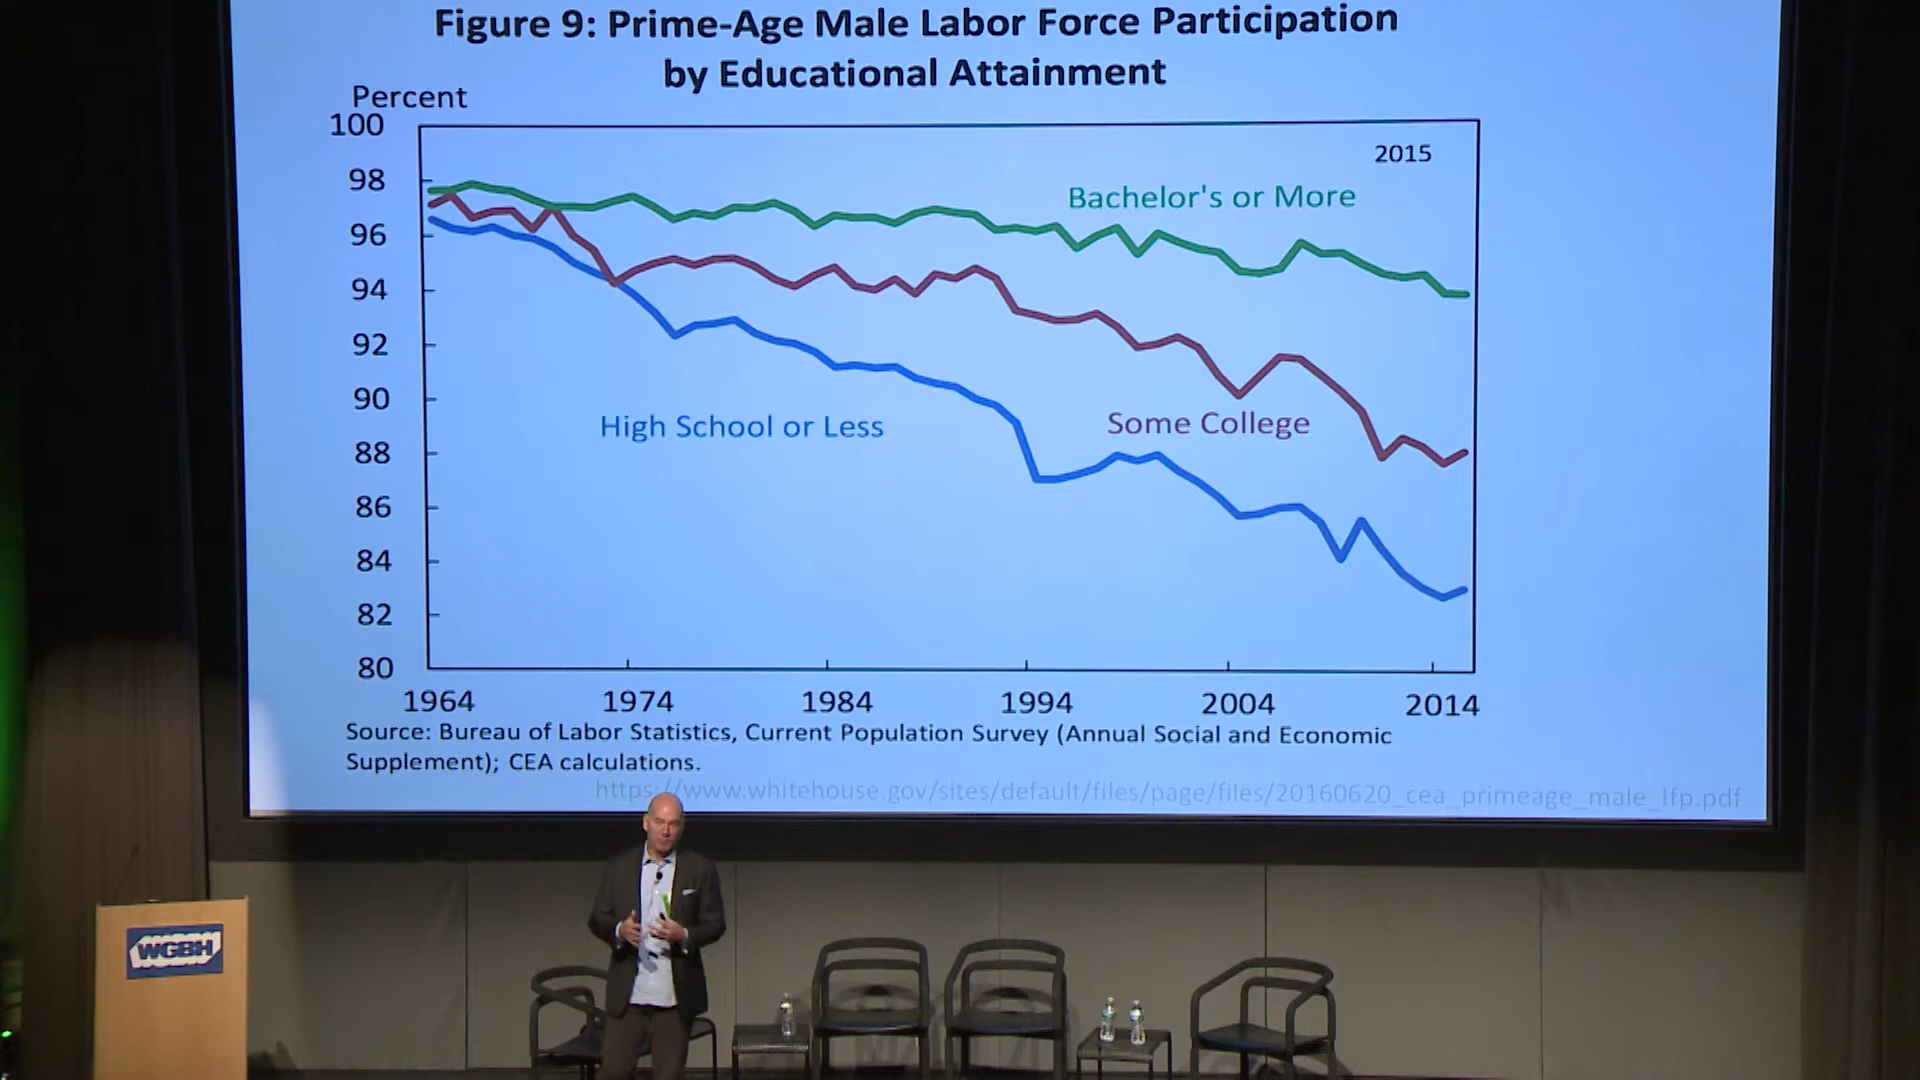 Figure 9: Prime-Age Male Labor Force Participation
by Educational Attainment
Percent
100
2015
98
Bachelor's or More
96
94
92
90
High School or Less
Some College
88
86
84
82
80
1964 1974 1984 1994 2004 2014
Source: Bureau of Labor Statistics, Current Population Survey (Annual Social and Economic
Supplement); CEA calculations.
https://www.whitehouse.gov/sites/default/files/page/files/20160620_cea_primeage_male_lfp.pdf
WGBH